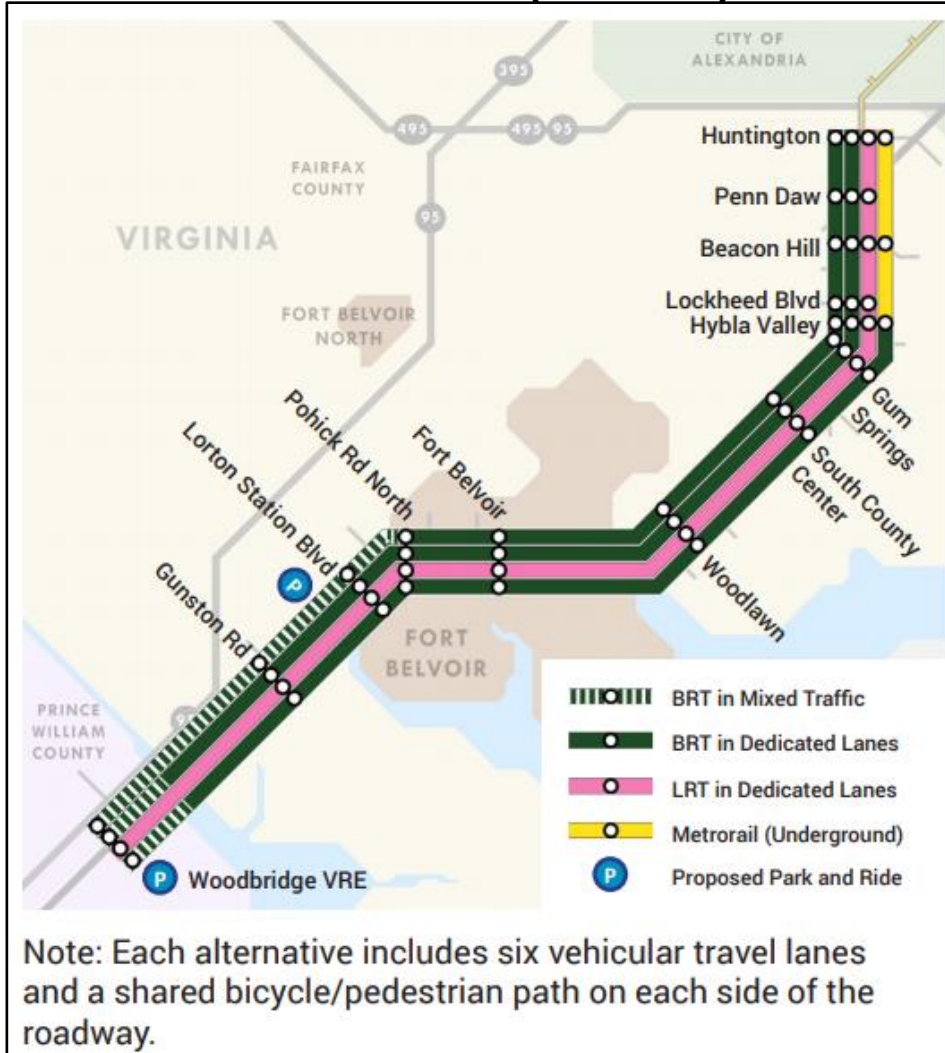 CITY OF
ALEXANDRIA
395
495
495 95
Huntington
FAIRFAX
COUNTY
Penn Daw
95
VIRGINIA
Beacon Hill
Lockheed Blvd
FORT BELVOIR
NORTH
Hybla Valley
Gum
Springs
Pohick Rd North
Fort Belvoir
South County
Center
Lorton Station Blvd
Woodlawn
P
Gunston Rd
FORT
BELVOIR
PRINCE
WILLIAM
COUNTY
95
BRT in Mixed Traffic
BRT in Dedicated Lanes
LRT in Dedicated Lanes
Metrorail (Underground)
P Proposed Park and Ride
P Woodbridge VRE
Note: Each alternative includes six vehicular travel lanes
and a shared bicycle/pedestrian path on each side of the
roadway.